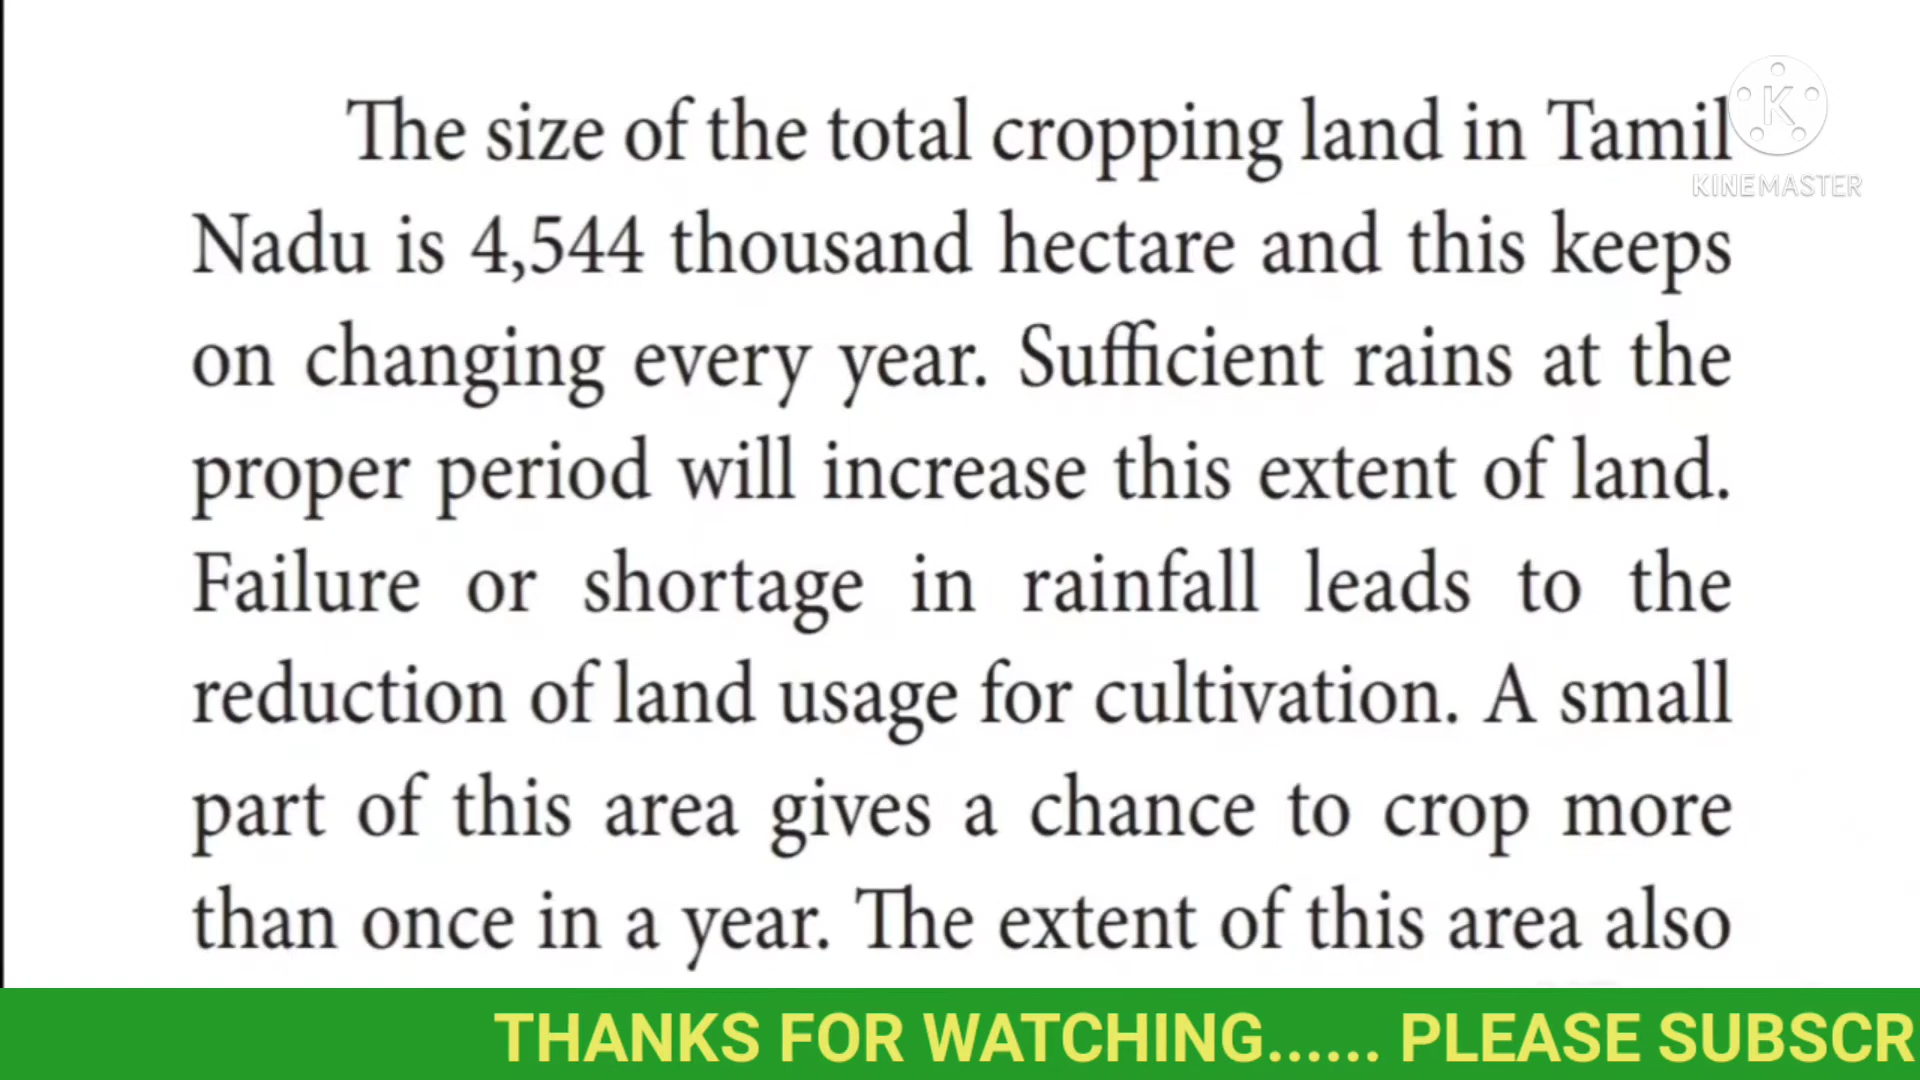 The size of the total cropping land in Tamil
Nadu is 4,544 thousand hectare and this keeps
on changing every year. Sufficient rains at the
proper period will increase this extent of land.
Failure or shortage in rainfall leads to the
reduction of land usage for cultivation. A small
part of this area gives a chance to crop more
than once in a year. The extent of this area also
K
KINEMASTER
THANKS FOR WATCHING...... PLEASE SUBSCR